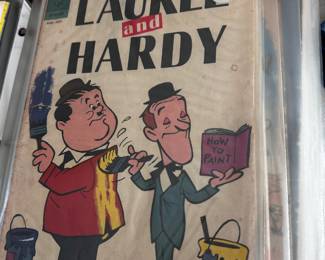 LAUREL
and
HARDY
HOW
TO
PAINT